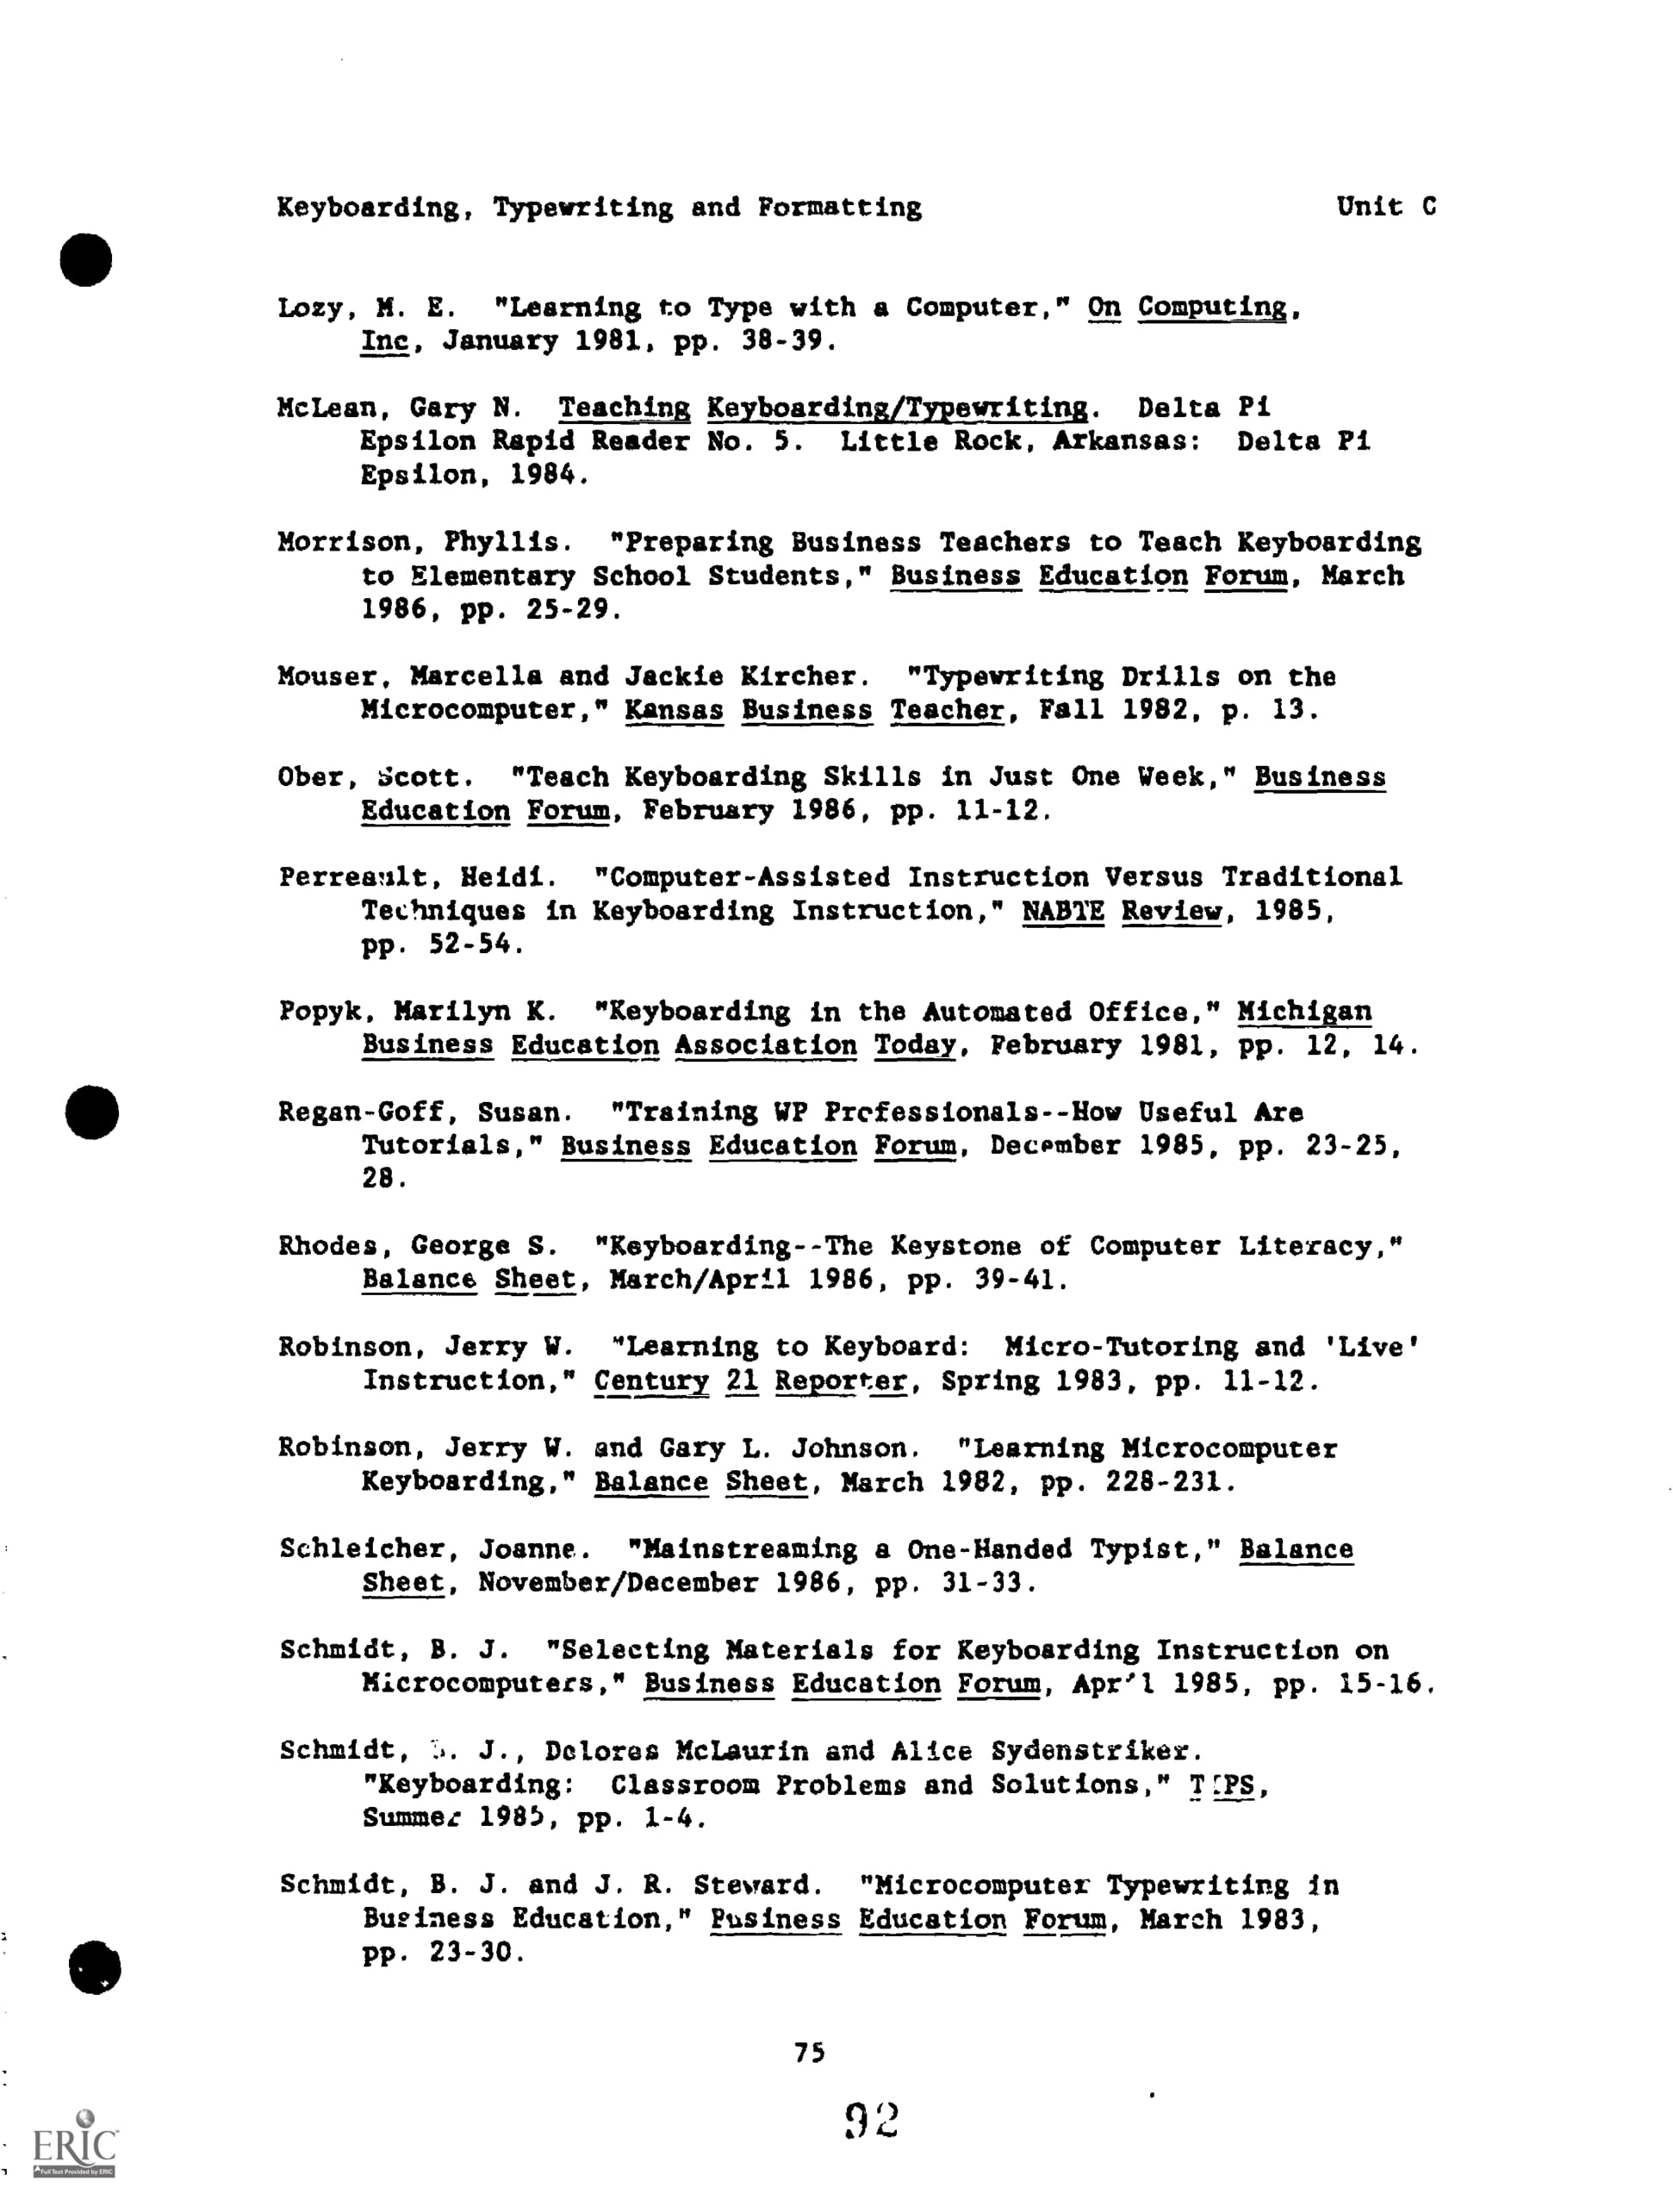 Keyboarding, Typewriting and Formatting Unit C
Lozy, M. E. "Learning to Type with a Computer," On Computing,
Inc, January 1981, pp. 38-39.
McLean, Gary N. Teaching Keyboarding/Typewriting. Delta Pi
Epsilon Rapid Reader No. 5. Little Rock, Arkansas: Delta Pi
Epsilon, 1984.
Morrison, Phyllis. "Preparing Business Teachers to Teach Keyboarding
to Elementary School Students," Business Education Forum, March
1986, pp. 25-29.
Mouser, Marcella and Jackie Kircher. "Typewriting Drills on the
Microcomputer," Kansas Business Teacher, Fall 1982, p. 13.
Ober, Scott. "Teach Keyboarding Skills in Just One Week," Business
Education Forum, February 1986, pp. 11-12.
Perreault, Heidi. "Computer-Assisted Instruction Versus Traditional
Techniques in Keyboarding Instruction," NABTE Review, 1985,
pp. 52-54.
Popyk, Marilyn K. "Keyboarding in the Automated Office," Michigan
Business Education Association Today, February 1981, pp. 12, 14.
Regan-Goff, Susan. "Training WP Professionals--How Useful Are
Tutorials," Business Education Forum, December 1985, pp. 23-25,
28.
Rhodes, George S. "Keyboarding--The Keystone of Computer Literacy,"
Balance Sheet, March/April 1986, pp. 39-41.
Robinson, Jerry W. "Learning to Keyboard: Micro-Tutoring and 'Live'
Instruction," Century 21 Reporter, Spring 1983, pp. 11-12.
Robinson, Jerry W. and Gary L. Johnson. "Learning Microcomputer
Keyboarding," Balance Sheet, March 1982, pp. 228-231.
Schleicher, Joanne. "Mainstreaming a One-Handed Typist," Balance
Sheet, November/December 1986, pp. 31-33.
Schmidt, B. J. "Selecting Materials for Keyboarding Instruction on
Microcomputers," Business Education Forum, April 1985, pp. 15-16.
Schmidt, J., Dolores McLaurin and Alice Sydenstriker.
"Keyboarding: Classroom Problems and Solutions," TIPS,
Summer 1985, pp. 1-4.
Schmidt, B. J. and J. R. Steward. "Microcomputer Typewriting in
Business Education," Business Education Forum, March 1983,
pp. 23-30.
75
92
ERIC
Full Text Provided by ERIC